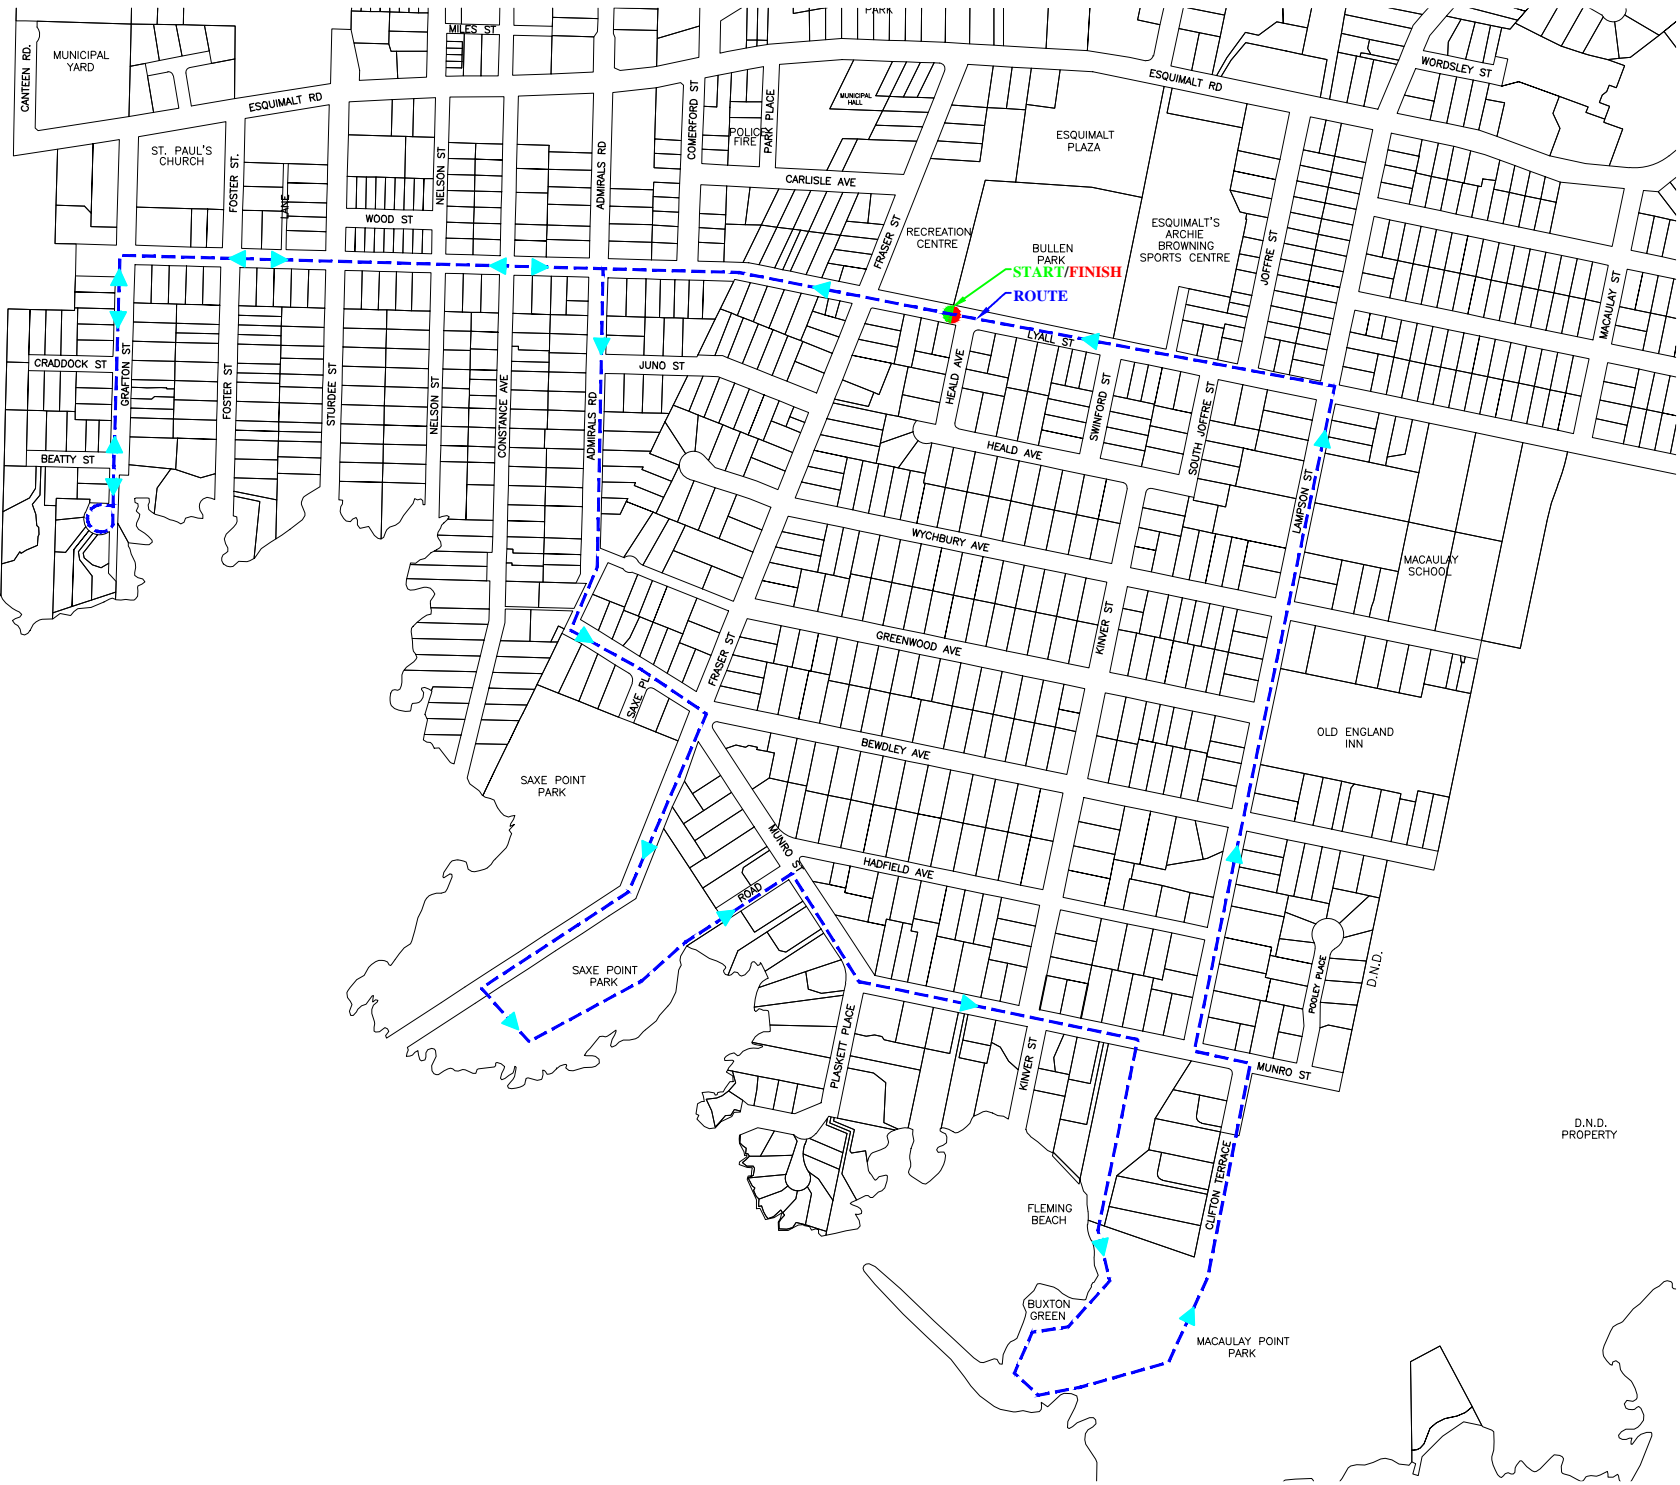 PARK
MILES ST
CANTEEN RD.
MUNICIPAL
YARD
WORDSLEY ST
ESQUIMALT RD
ESQUIMALT RD
MUNICIPAL
HALL
COMERFORD ST
PARK PLACE
POLICE
FIRE
ESQUIMALT
PLAZA
ST. PAUL'S
CHURCH
FOSTER ST.
NELSON ST
ADMIRALS RD
CARLISLE AVE
LANE
WOOD ST
FRASER ST
RECREATION
CENTRE
BULLEN
PARK
ESQUIMALT'S
ARCHIE
BROWNING
SPORTS CENTRE
JOFFRE ST
MACAULAY ST
START/FINISH
ROUTE
LYALL ST
CRADDOCK ST
GRAFTON ST
FOSTER ST
STURDEE ST
NELSON ST
CONSTANCE AVE
ADMIRALS RD
JUNO ST
HEALD AVE
SWINFORD ST
SOUTH JOFFRE ST
BEATTY ST
HEALD AVE
LAMPSON ST
WYCHBURY AVE
MACAULAY
SCHOOL
KINVER ST
GREENWOOD AVE
FRASER ST
SAXE PL
BEWDLEY AVE
OLD ENGLAND
INN
SAXE POINT
PARK
MUNRO ST
HADFIELD AVE
ROAD
SAXE POINT
PARK
POOLEY PLACE
D.N.D.
PLASKETT PLACE
KINVER ST
MUNRO ST
D.N.D.
PROPERTY
CLIFTON TERRACE
FLEMING
BEACH
BUXTON
GREEN
MACAULAY POINT
PARK